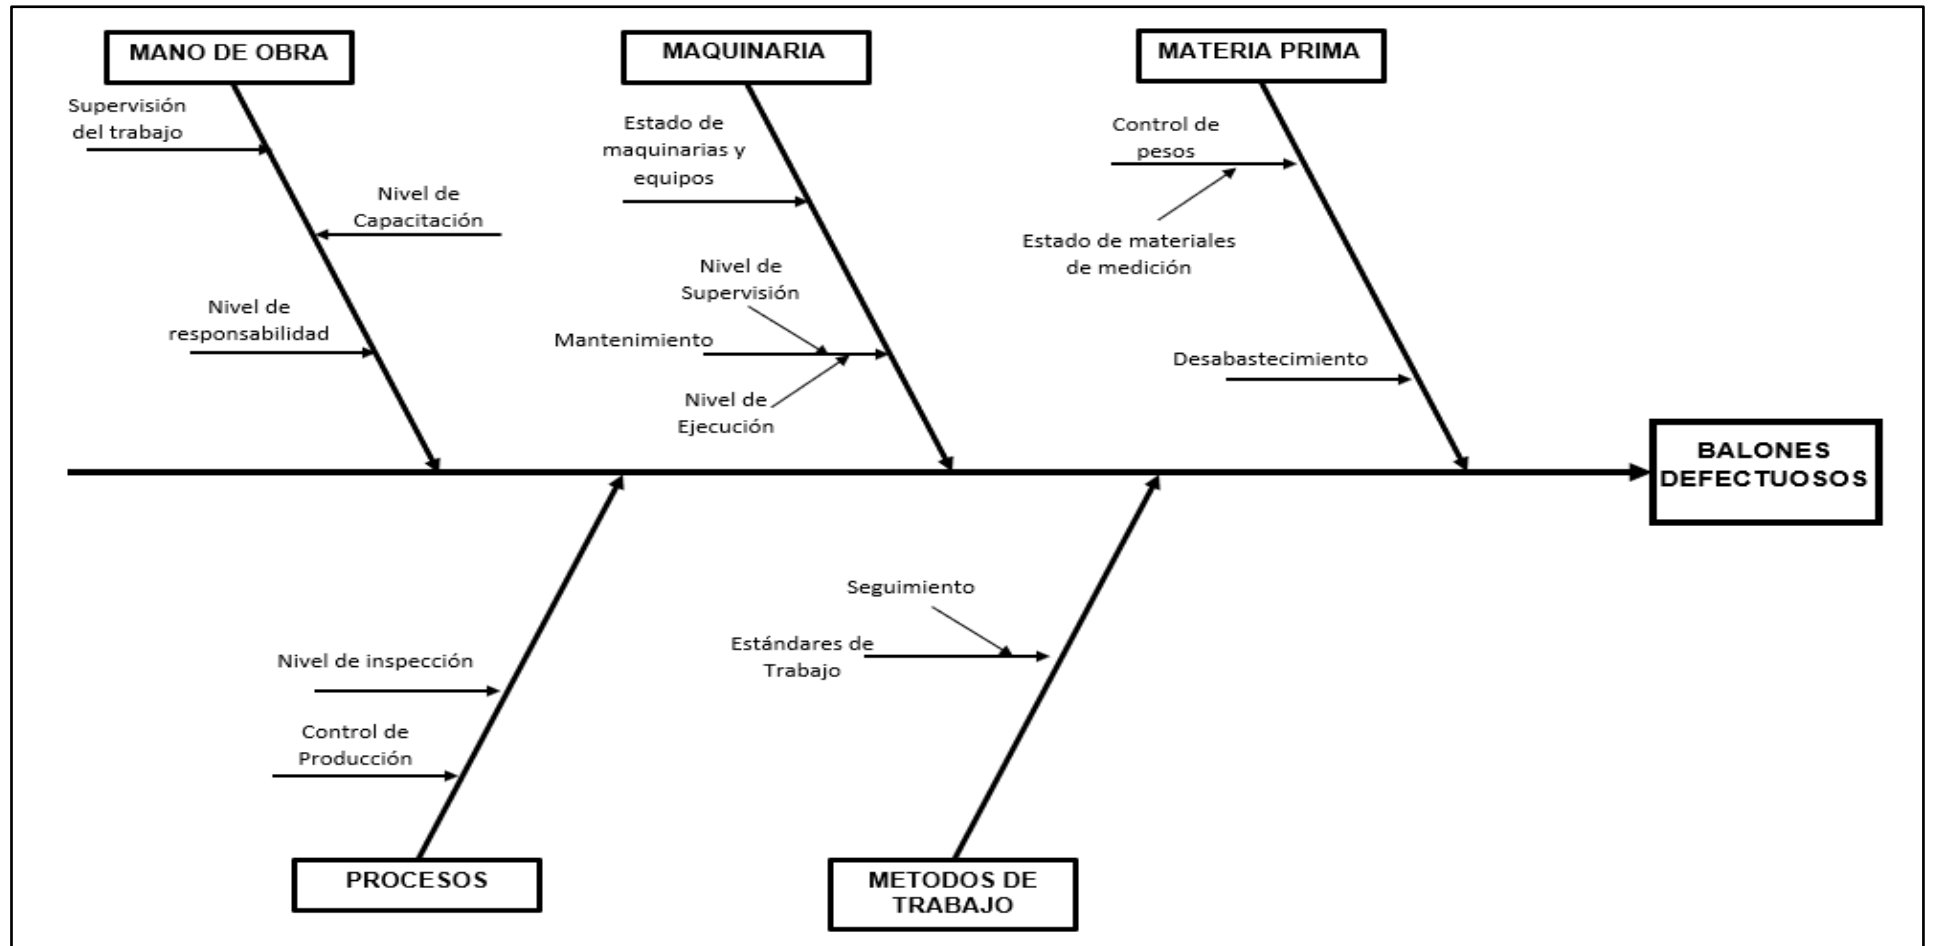 MANO DE OBRA
MAQUINARIA
MATERIA PRIMA
Supervisión
del trabajo
Nivel de
Capacitación
Nivel de
responsabilidad
Estado de
maquinarias y
equipos
Nivel de
Supervisión
Mantenimiento
Nivel de
Ejecución
Control de
pesos
Estado de materiales
de medición
Desabastecimiento
BALONES
DEFECTUOSOS
Nivel de inspección
Control de
Producción
Seguimiento
Estándares de
Trabajo
PROCESOS
METODOS DE
TRABAJO